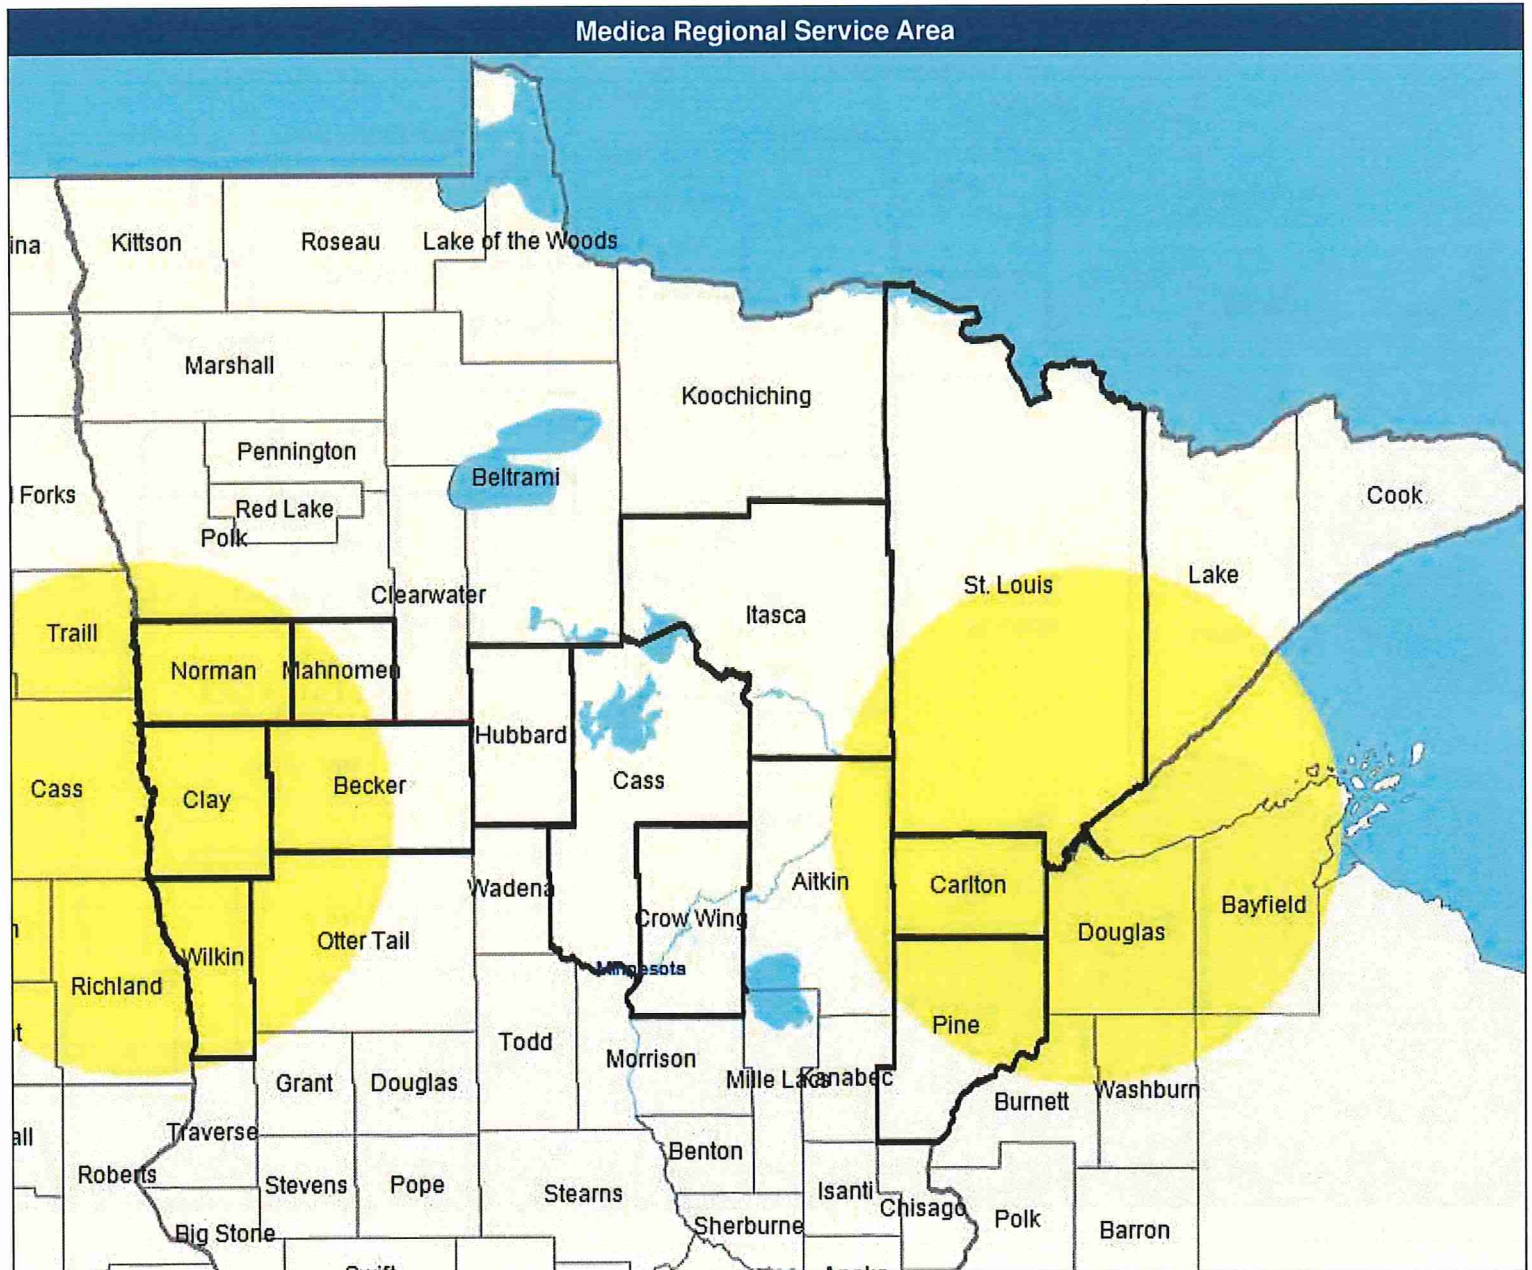 Medica Regional Service Area
ina
Kittson
Roseau
Lake of the Woods
Marshall
Koochiching
Pennington
Beltrami
Forks
Red Lake
Cook
Polk
St. Louis
Lake
Clearwater
Itasca
Traill
Norman
Mahnomen
Hubbard
Cass
Cass
Clay
Becker
Wadena
Aitkin
Carlton
Crow Wing
Bayfield
Otter Tail
Douglas
Wilkin
Minnesota
Richland
Pine
Todd
Morrison
Mille Lacs
Kanabec
Grant
Douglas
Burnett
Washburn
Traverse
all
Benton
Roberts
Stevens
Pope
Stearns
Isanti
Chisago
Polk
Barron
Sherburne
Big Stone